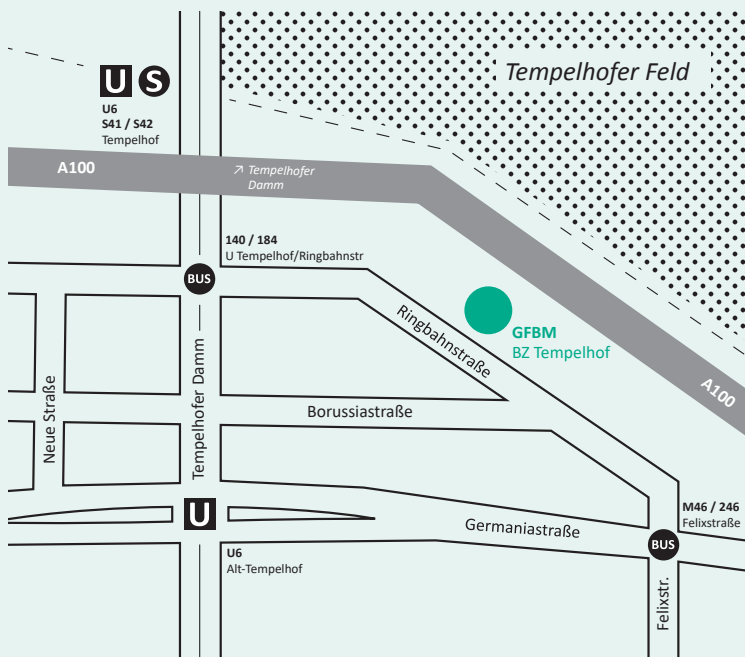 Tempelhofer Feld
U S
U6
S41 / S42
Tempelhof
A100
↗ Tempelhofer
Damm
140 / 184
U Tempelhof/Ringbahnstr
BUS
Ringbahnstraße
GFBM
BZ Tempelhof
A100
Neue Straße
Tempelhofer Damm
Borussiastraße
U
U6
Alt-Tempelhof
Germaniastraße
M46 / 246
Felixstraße
BUS
Felixstr.